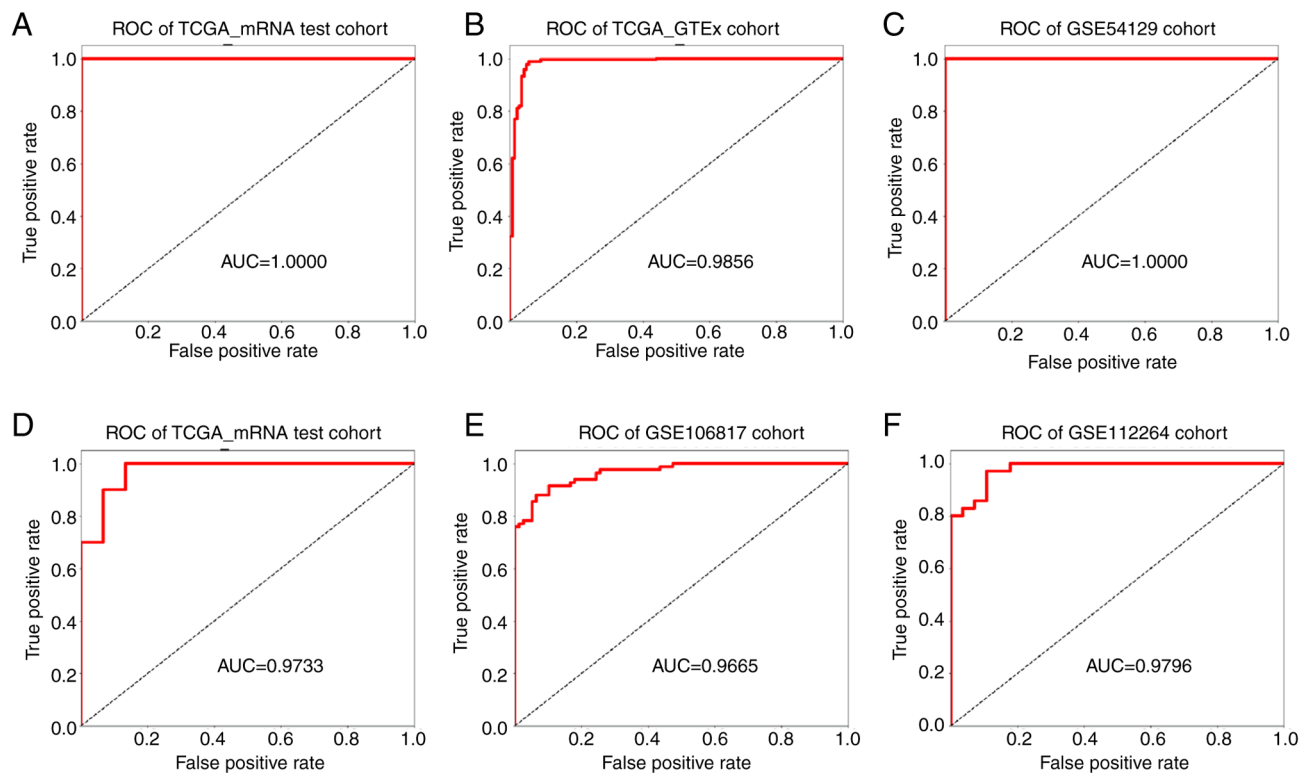 A
ROC of TCGA_mRNA test cohort
1.0
0.8
0.6
0.4
0.2
0.0
True positive rate
AUC=1.0000
0.2
0.4
0.6
0.8
1.0
False positive rate
B
ROC of TCGA_GTEx cohort
1.0
0.8
0.6
0.4
0.2
0.0
True positive rate
AUC=0.9856
0.2
0.4
0.6
0.8
1.0
False positive rate
C
ROC of GSE54129 cohort
1.0
0.8
0.6
0.4
0.2
0.0
True positive rate
AUC=1.0000
0.2
0.4
0.6
0.8
1.0
False positive rate
D
ROC of TCGA_mRNA test cohort
1.0
0.8
0.6
0.4
0.2
0.0
True positive rate
AUC=0.9733
0.2
0.4
0.6
0.8
1.0
False positive rate
E
ROC of GSE106817 cohort
1.0
0.8
0.6
0.4
0.2
0.0
True positive rate
AUC=0.9665
0.2
0.4
0.6
0.8
1.0
False positive rate
F
ROC of GSE112264 cohort
1.0
0.8
0.6
0.4
0.2
0.0
True positive rate
AUC=0.9796
0.2
0.4
0.6
0.8
1.0
False positive rate